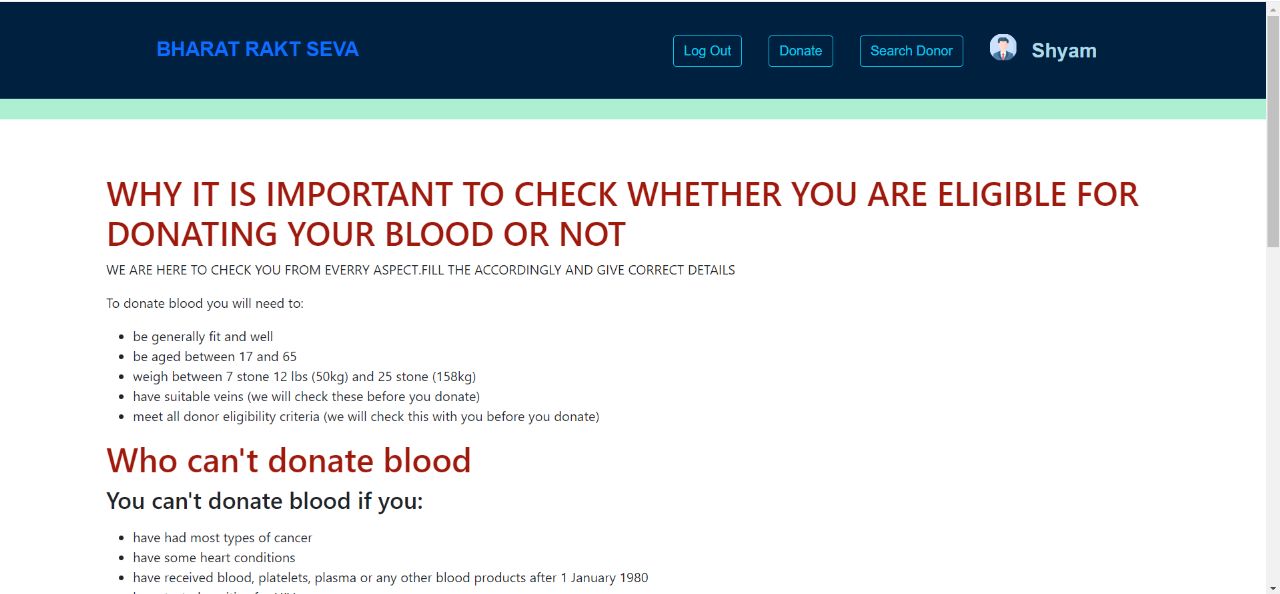 BHARAT RAKT SEVA
Log Out
Donate
Search Donor
Shyam
WHY IT IS IMPORTANT TO CHECK WHETHER YOU ARE ELIGIBLE FOR
DONATING YOUR BLOOD OR NOT
WE ARE HERE TO CHECK YOU FROM EVERRY ASPECT.FILL THE ACCORDINGLY AND GIVE CORRECT DETAILS
To donate blood you will need to:
be generally fit and well
be aged between 17 and 65
weigh between 7 stone 12 lbs (50kg) and 25 stone (158kg)
have suitable veins (we will check these before you donate)
meet all donor eligibility criteria (we will check this with you before you donate)
Who can't donate blood
You can't donate blood if you:
have had most types of cancer
have some heart conditions
have received blood, platelets, plasma or any other blood products after 1 January 1980